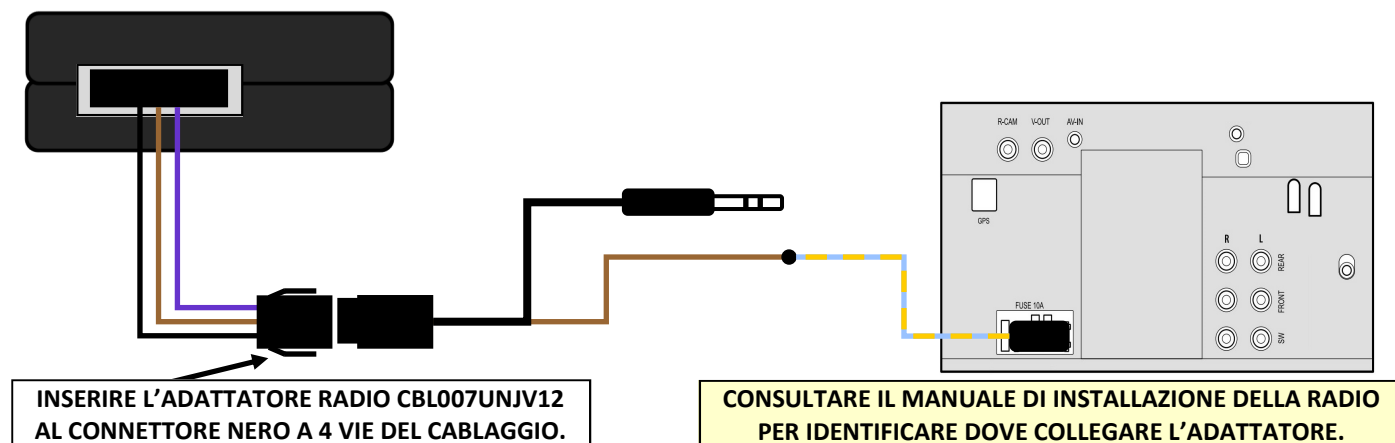 R-CAM V-OUT AV-IN
GPS
R L
REAR
FRONT
SW
FUSE 10A
INSERIRE L’ADATTATORE RADIO CBL007UNJV12
AL CONNETTORE NERO A 4 VIE DEL CABLAGGIO.
CONSULTARE IL MANUALE DI INSTALLAZIONE DELLA RADIO
PER IDENTIFICARE DOVE COLLEGARE L’ADATTATORE.